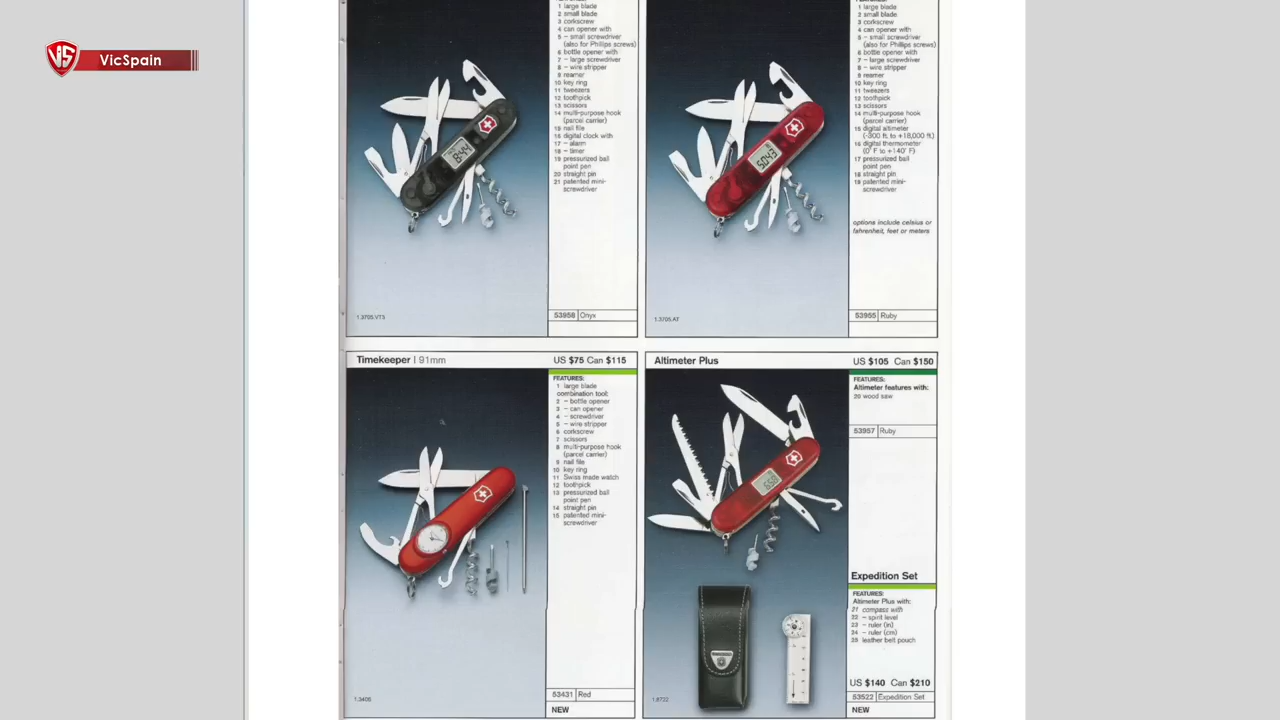 VicSpain
1 large blade
2 small blade
3 corkscrew
4 can opener with
5 – small screwdriver
(also for Phillips screws)
6 bottle opener with
7 – large screwdriver
8 – wire stripper
9 reamer
10 key ring
11 tweezers
12 toothpick
13 scissors
14 multi-purpose hook
(parcel carrier)
15 nail file
16 digital clock with
17 – alarm
18 – timer
19 pressurized ball
point pen
20 straight pin
21 patented mini-
screwdriver
1.3705.VT3
53958 Onyx
1 large blade
2 small blade
3 corkscrew
4 can opener with
5 – small screwdriver
(also for Phillips screws)
6 bottle opener with
7 – large screwdriver
8 – wire stripper
9 reamer
10 key ring
11 tweezers
12 toothpick
13 scissors
14 multi-purpose hook
(parcel carrier)
15 digital altimeter
(-300 ft. to +18,000 ft.)
16 digital thermometer
(0° F to +140° F)
17 pressurized ball
point pen
18 straight pin
19 patented mini-
screwdriver
options include celsius or
fahrenheit, feet or meters
1.3705.AT
53955 Ruby
Timekeeper | 91mm US $75 Can $115
FEATURES:
1 large blade
combination tool:
2 – bottle opener
3 – can opener
4 – screwdriver
5 – wire stripper
6 corkscrew
7 scissors
8 multi-purpose hook
(parcel carrier)
9 nail file
10 key ring
11 Swiss made watch
12 toothpick
13 pressurized ball
point pen
14 straight pin
15 patented mini-
screwdriver
1.3406
53431 Red
NEW
Altimeter Plus US $105 Can $150
FEATURES:
Altimeter features with:
20 wood saw
53957 Ruby
Expedition Set
FEATURES:
Altimeter Plus with:
21 compass with
22 – spirit level
23 – ruler (in)
24 – ruler (cm)
25 leather belt pouch
US $140 Can $210
1.8722
53522 Expedition Set
NEW